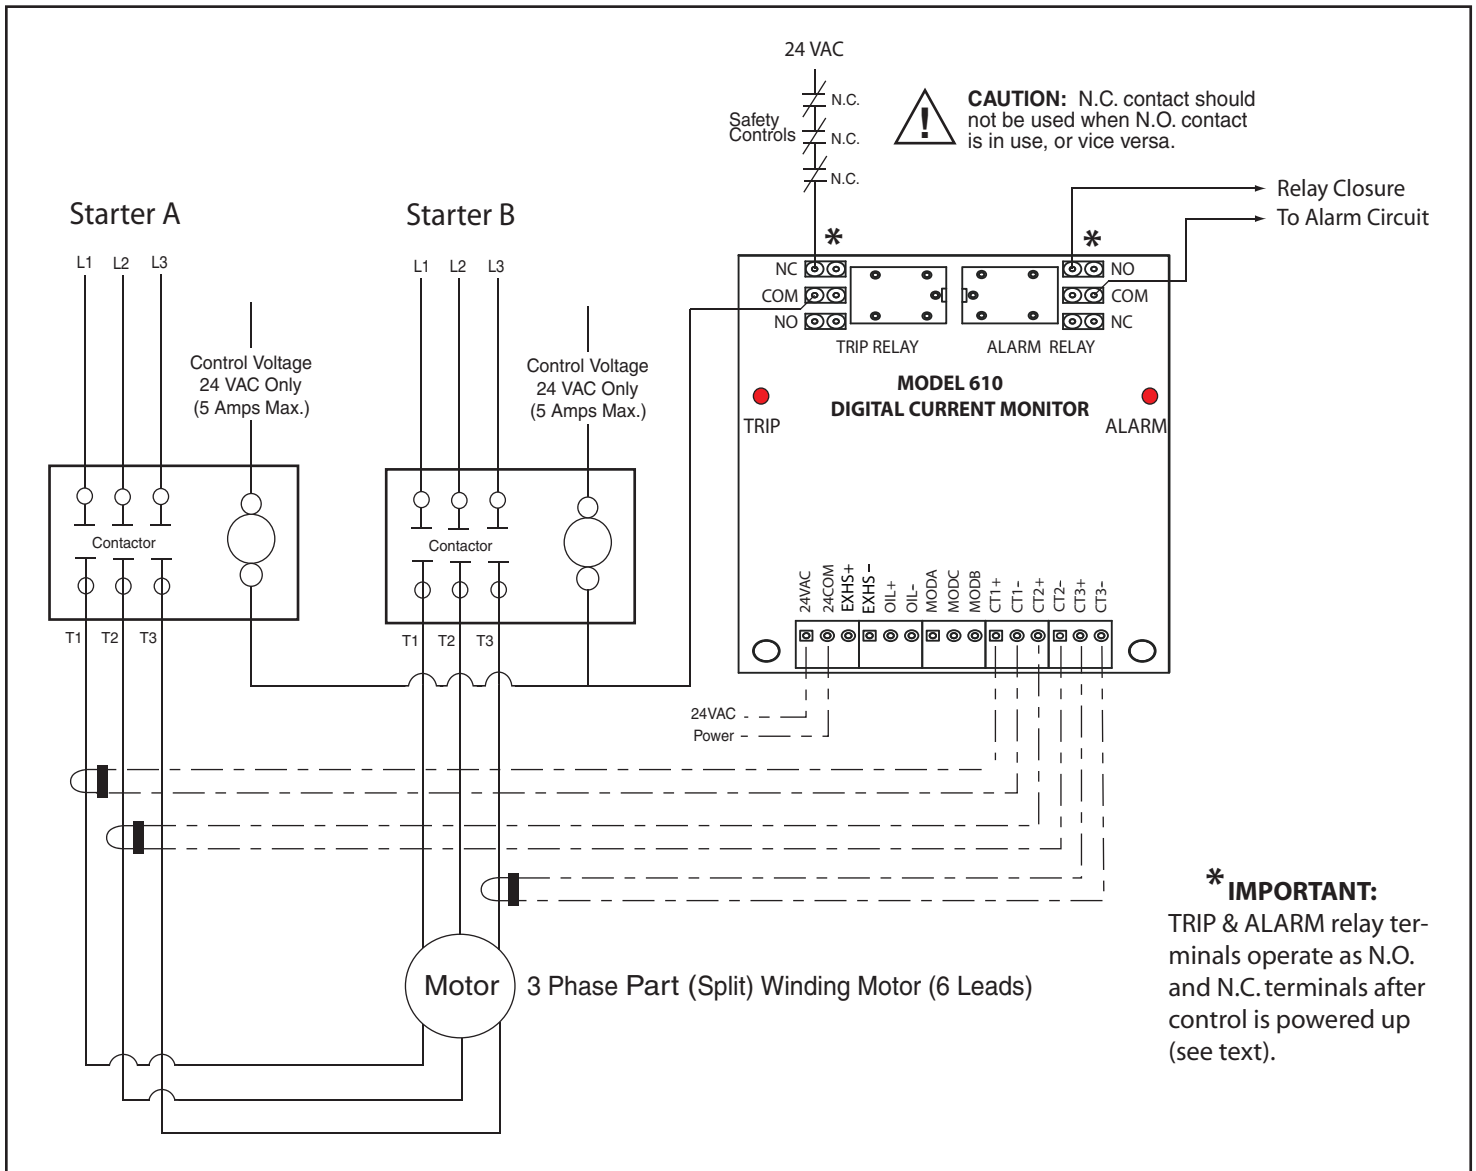 24 VAC
N.C.
Safety
Controls
N.C.
N.C.
CAUTION: N.C. contact should
not be used when N.O. contact
is in use, or vice versa.
Relay Closure
To Alarm Circuit
Starter A
Starter B
L1 L2 L3
L1 L2 L3
* *
NC
COM
NO
NO
COM
NC
TRIP RELAY
ALARM RELAY
Control Voltage
24 VAC Only
(5 Amps Max.)
Control Voltage
24 VAC Only
(5 Amps Max.)
MODEL 610
DIGITAL CURRENT MONITOR
TRIP
ALARM
Contactor
Contactor
T1 T2 T3
T1 T2 T3
24VAC
24COM
EXHS+
EXHS-
OIL+
OIL-
MODA
MODC
MODB
CT1+
CT1-
CT2+
CT2-
CT3+
CT3-
24VAC
Power
Motor
3 Phase Part (Split) Winding Motor (6 Leads)
* IMPORTANT:
TRIP & ALARM relay ter-
minals operate as N.O.
and N.C. terminals after
control is powered up
(see text).